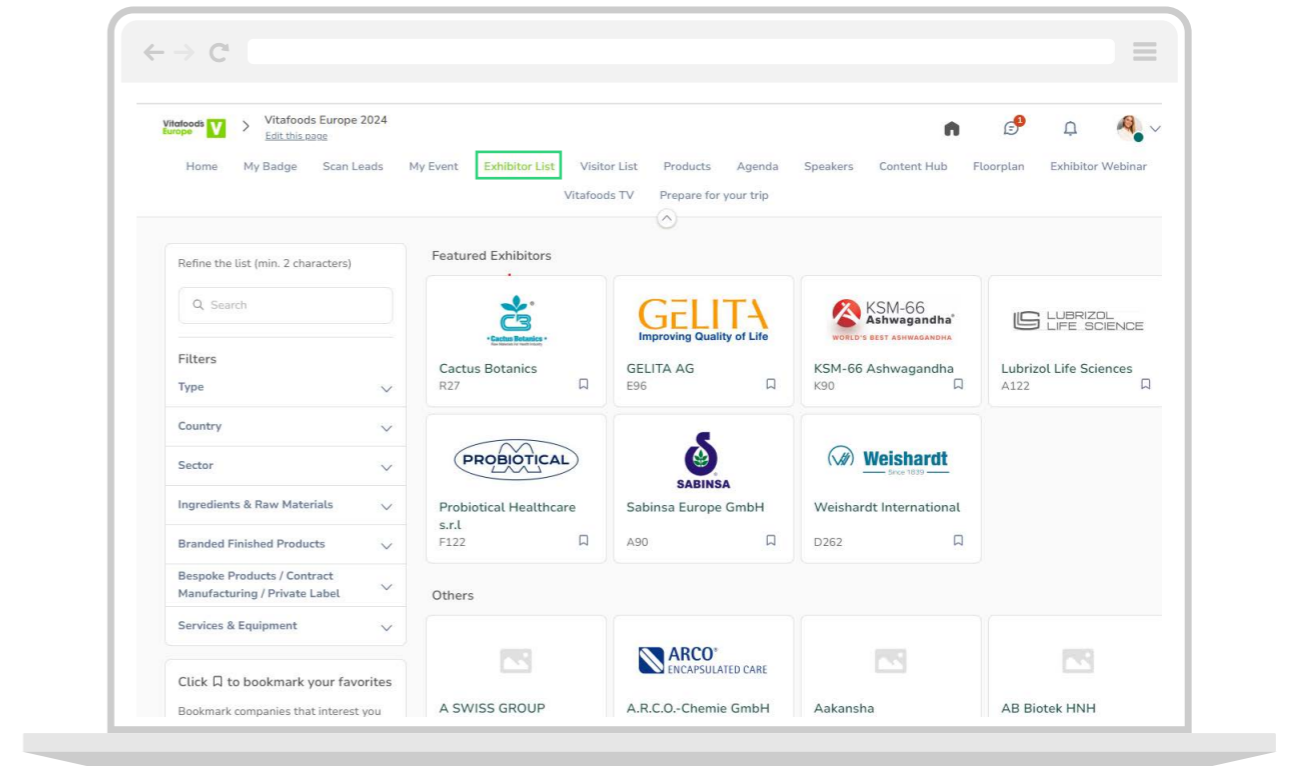 Vitafoods Europe V
Vitafoods Europe 2024
Edit this page
1
Home My Badge Scan Leads My Event Exhibitor List Visitor List Products Agenda Speakers Content Hub Floorplan Exhibitor Webinar
Vitafoods TV Prepare for your trip
Refine the list (min. 2 characters)
Search
Filters
Type
Country
Sector
Ingredients & Raw Materials
Branded Finished Products
Bespoke Products / Contract
Manufacturing / Private Label
Services & Equipment
Click to bookmark your favorites
Bookmark companies that interest you
Featured Exhibitors
C3
Cactus Botanics
Cactus Botanics
R27
GELITA
Improving Quality of Life
GELITA AG
E96
KSM-66
Ashwagandha®
WORLD'S BEST ASHWAGANDHA
KSM-66 Ashwagandha
K90
LUBRIZOL
LIFE SCIENCE
Lubrizol Life Sciences
A122
PROBIOTICAL
Probiotical Healthcare
s.r.l
F122
SABINSA
Sabinsa Europe GmbH
A90
Weishardt
Since 1839
Weishardt International
D262
Others
A SWISS GROUP
ARCO®
ENCAPSULATED CARE
A.R.C.O.-Chemie GmbH
Aakansha
AB Biotek HNH